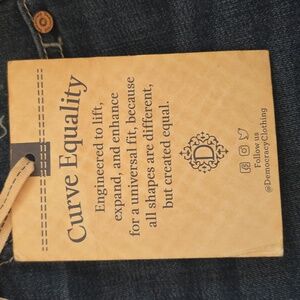 Curve Equality
Engineered to lift,
expand, and enhance
for a universal fit, because
all shapes are different,
but created equal.
D
Follow us
@DemocracyClothing